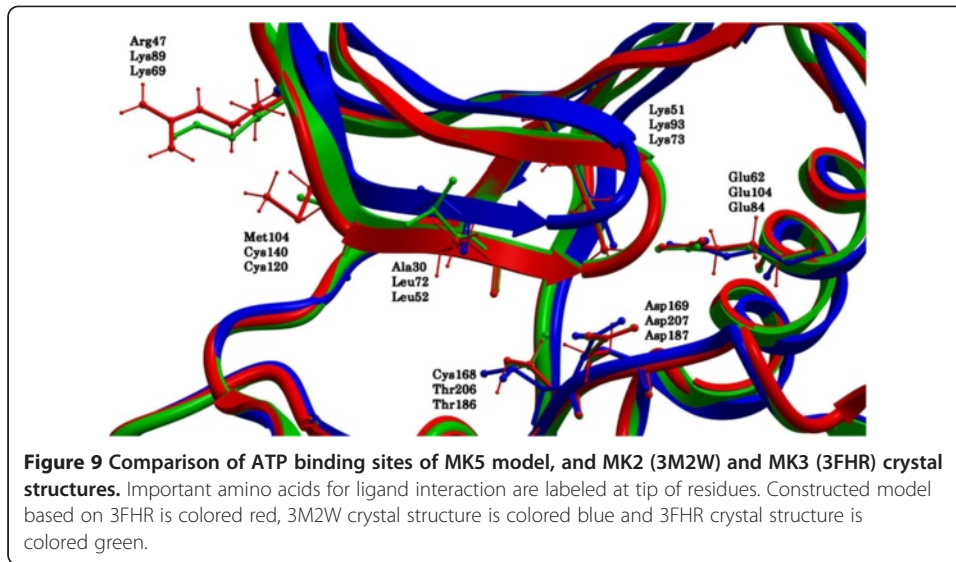 Arg47
Lys89
Lys69
Lys51
Lys93
Lys73
Glu62
Glu104
Glu84
Met104
Cys140
Cys120
Ala30
Leu72
Leu52
Asp169
Asp207
Asp187
Cys168
Thr206
Thr186
Figure 9 Comparison of ATP binding sites of MK5 model, and MK2 (3M2W) and MK3 (3FHR) crystal
structures. Important amino acids for ligand interaction are labeled at tip of residues. Constructed model
based on 3FHR is colored red, 3M2W crystal structure is colored blue and 3FHR crystal structure is
colored green.